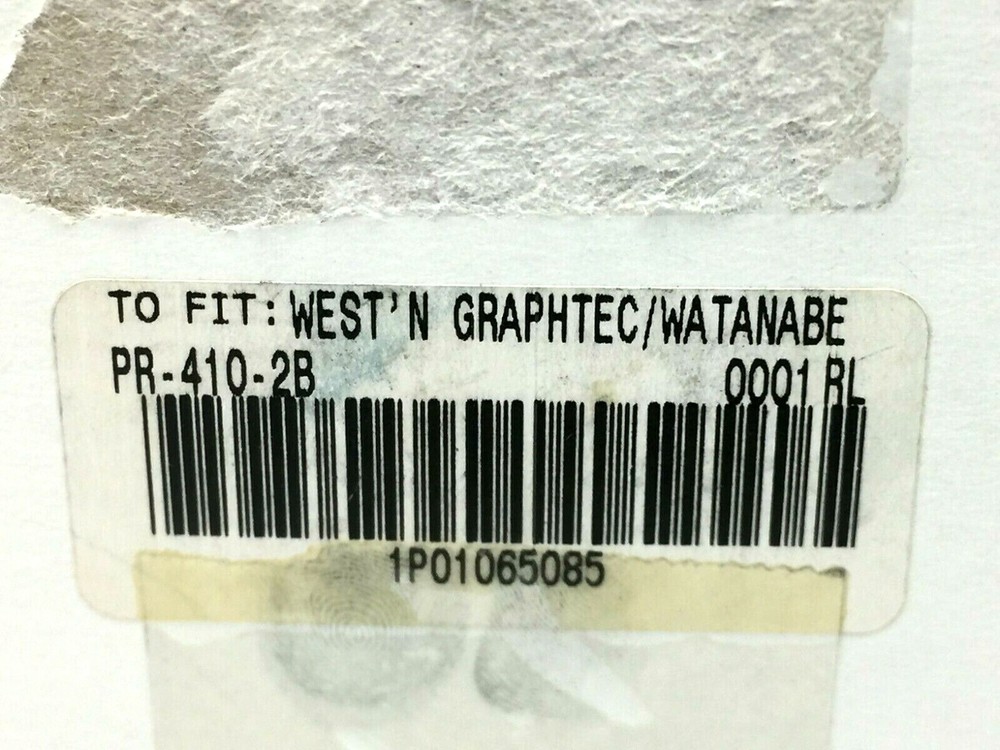 TO FIT: WEST'N GRAPHTEC/WATANABE
PR-410-2B 0001 RL
1P01065085